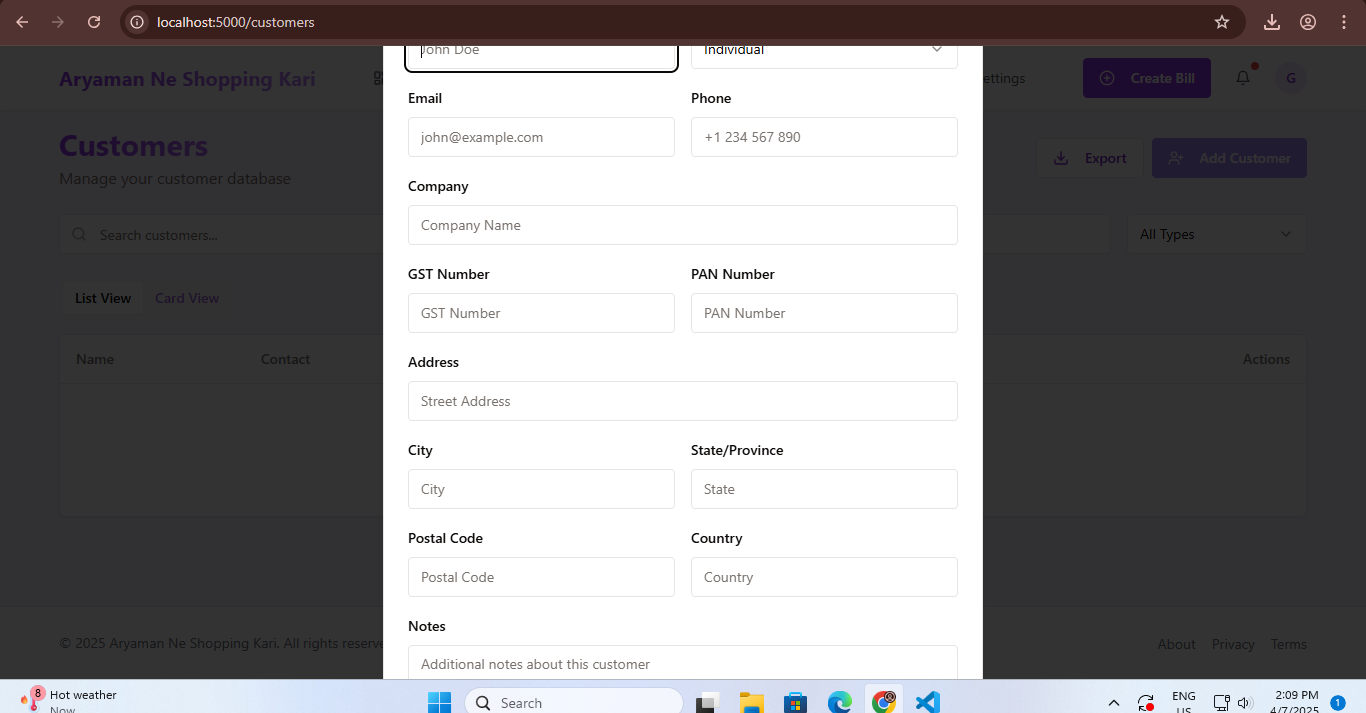 localhost:5000/customers
John Doe
Individual
Aryaman Ne Shopping Kari
ettings
Create Bill
G
Email
Phone
john@example.com
+1 234 567 890
Customers
Manage your customer database
Export
Add Customer
Company
Company Name
Search customers...
All Types
GST Number
PAN Number
GST Number
PAN Number
List View
Card View
Name
Contact
Actions
Address
Street Address
City
State/Province
City
State
Postal Code
Country
Postal Code
Country
Notes
© 2025 Aryaman Ne Shopping Kari. All rights reserve
About
Privacy
Terms
Additional notes about this customer
8
Hot weather
Now
Search
ENG
US
2:09 PM
4/7/2025
1